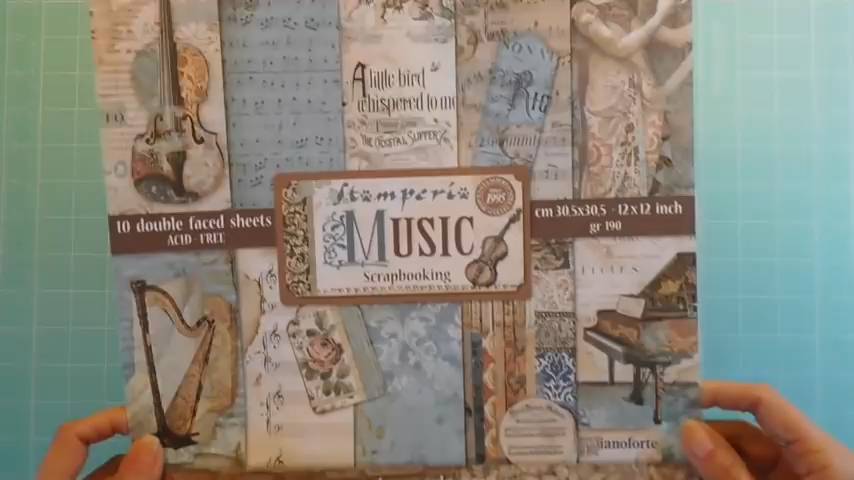 SONATA
A little bird
whispered to me
THE CRYSTAL SLIPPER
10 double faced sheets
ACID - FREE
Stamperia
1995
MUSIC
Scrapbooking
cm 30,5x30,5 - 12x12 inch
gr 190
Pianoforte